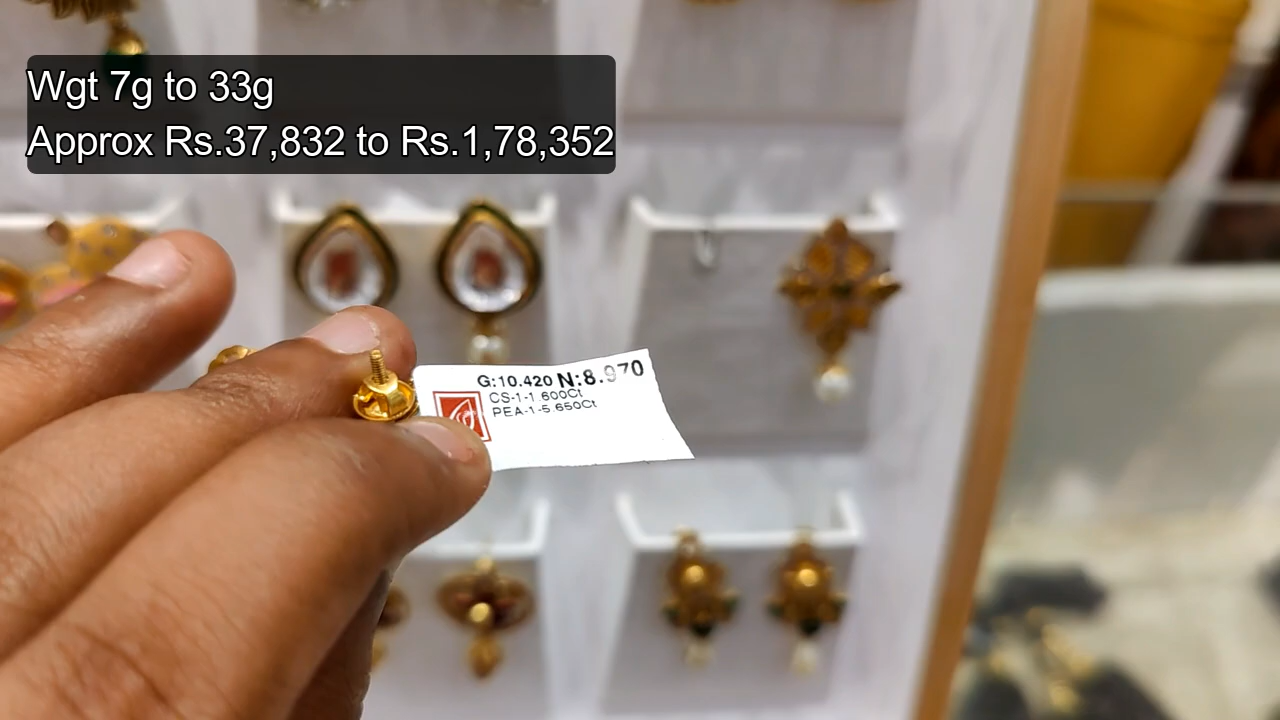 Wgt 7g to 33g
Approx Rs.37,832 to Rs.1,78,352
G:10.420 N:8.970
CS-1-1.600Ct
PEA-1-5.650Ct